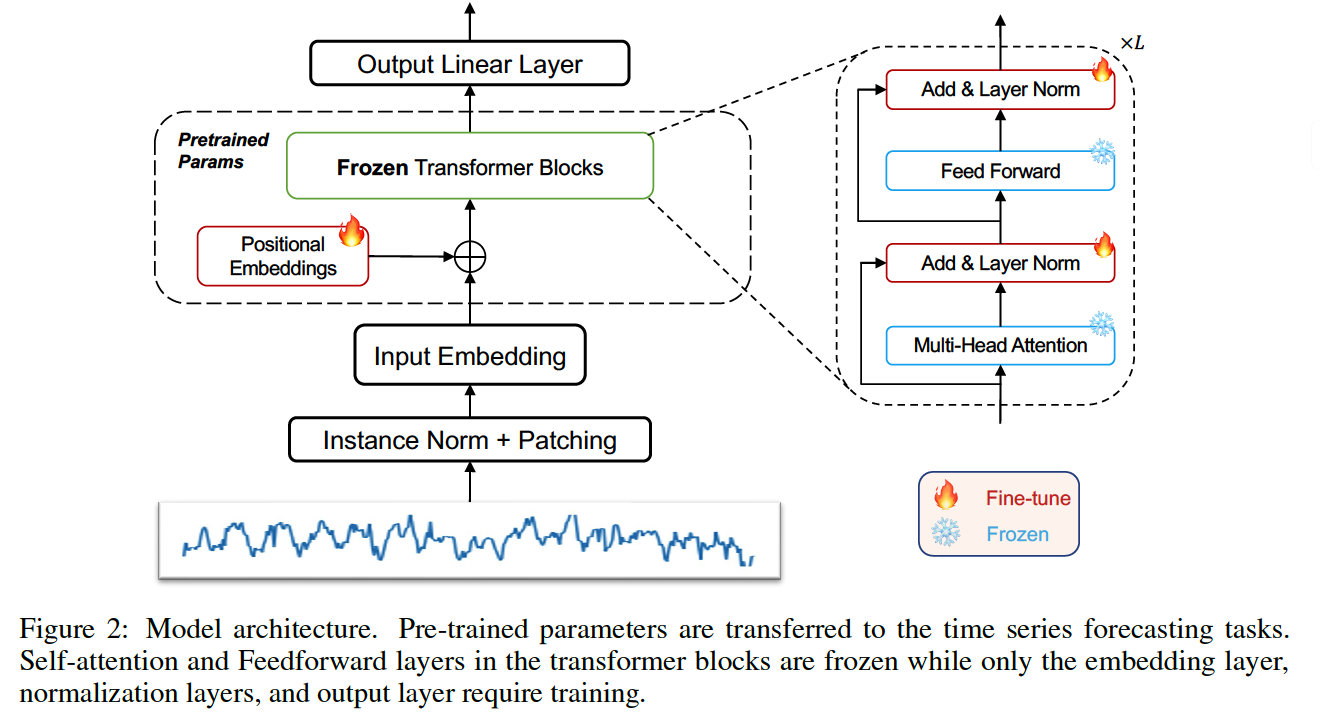 Output Linear Layer
Pretrained
Params
Frozen Transformer Blocks
Positional
Embeddings
Input Embedding
Instance Norm + Patching
×L
Add & Layer Norm
Feed Forward
Add & Layer Norm
Multi-Head Attention
Fine-tune
Frozen
Figure 2: Model architecture. Pre-trained parameters are transferred to the time series forecasting tasks.
Self-attention and Feedforward layers in the transformer blocks are frozen while only the embedding layer,
normalization layers, and output layer require training.